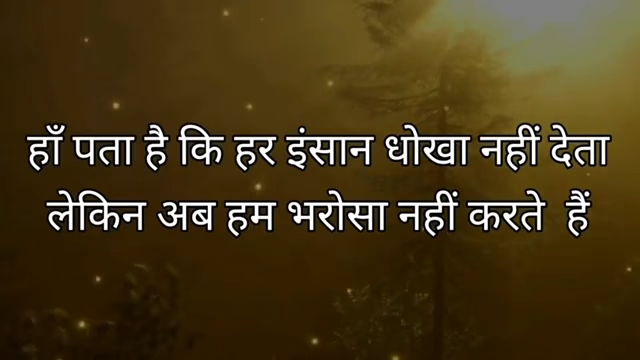 हाँ पता है कि हर इंसान धोखा नहीं देता
लेकिन अब हम भरोसा नहीं करते हैं